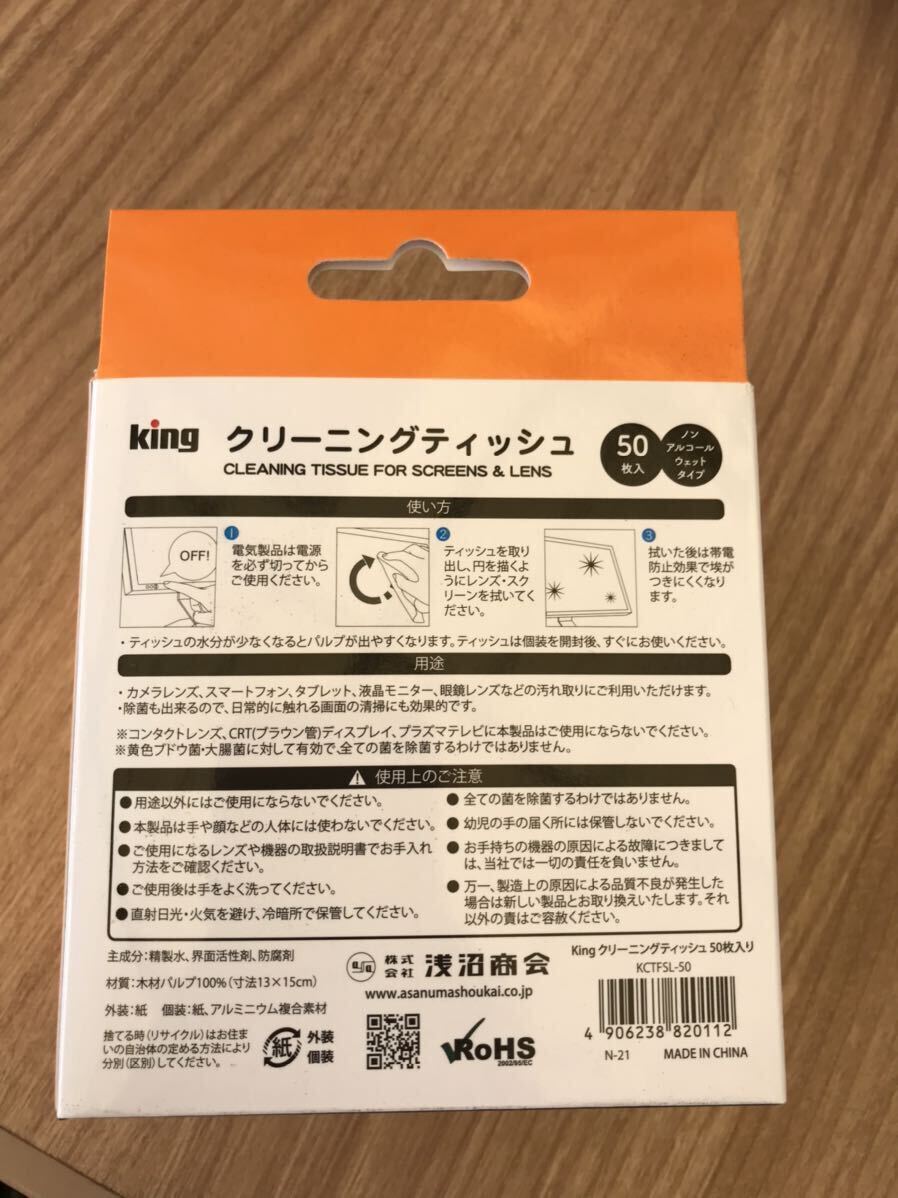 king
クリーニングティッシュ
CLEANING TISSUE FOR SCREENS & LENS
50
枚入
ノン
アルコール
ウェット
タイプ
使い方
OFF!
1
電気製品は電源
を必ず切ってから
ご使用ください。
2
ティッシュを取り
出し、円を描くよ
うにレンズ・スク
リーンを拭いてく
ださい。
3
拭いた後は帯電
防止効果で埃が
つきにくくなり
ます。
・ティッシュの水分が少なくなるとパルプが出やすくなります。ティッシュは個装を開封後、すぐにお使いください。
用途
・カメラレンズ、スマートフォン、タブレット、液晶モニター、眼鏡レンズなどの汚れ取りにご利用いただけます。
・除菌も出来るので、日常的に触れる画面の清掃にも効果的です。
※コンタクトレンズ、CRT(ブラウン管)ディスプレイ、プラズマテレビに本製品はご使用にならないでください。
※黄色ブドウ菌・大腸菌に対して有効で、全ての菌を除菌するわけではありません。
使用上のご注意
●用途以外にはご使用にならないでください。
●本製品は手や顔などの人体には使わないでください。
●ご使用になるレンズや機器の取扱説明書でお手入れ
方法をご確認ください。
●ご使用後は手をよく洗ってください。
●直射日光・火気を避け、冷暗所で保管してください。
●全ての菌を除菌するわけではありません。
●幼児の手の届く所には保管しないでください。
●お手持ちの機器の原因による故障につきまして
は、当社では一切の責任を負いません。
●万一、製造上の原因による品質不良が発生した
場合は新しい製品とお取り換えいたします。それ
以外の責はご容赦ください。
主成分:精製水、界面活性剤、防腐剤
材質:木材パルプ100%(寸法13×15cm)
外装:紙 個装:紙、アルミニウム複合素材
捨てる時(リサイクル)はお住ま
いの自治体の定める方法により
分別(区別)してください。
紙
外装
個装
株式
会社
浅沼商会
www.asanumashoukai.co.jp
RoHS
2002/95/EC
King クリーニングティッシュ 50枚入り
KCTFSL-50
4 906238 820112
N-21 MADE IN CHINA